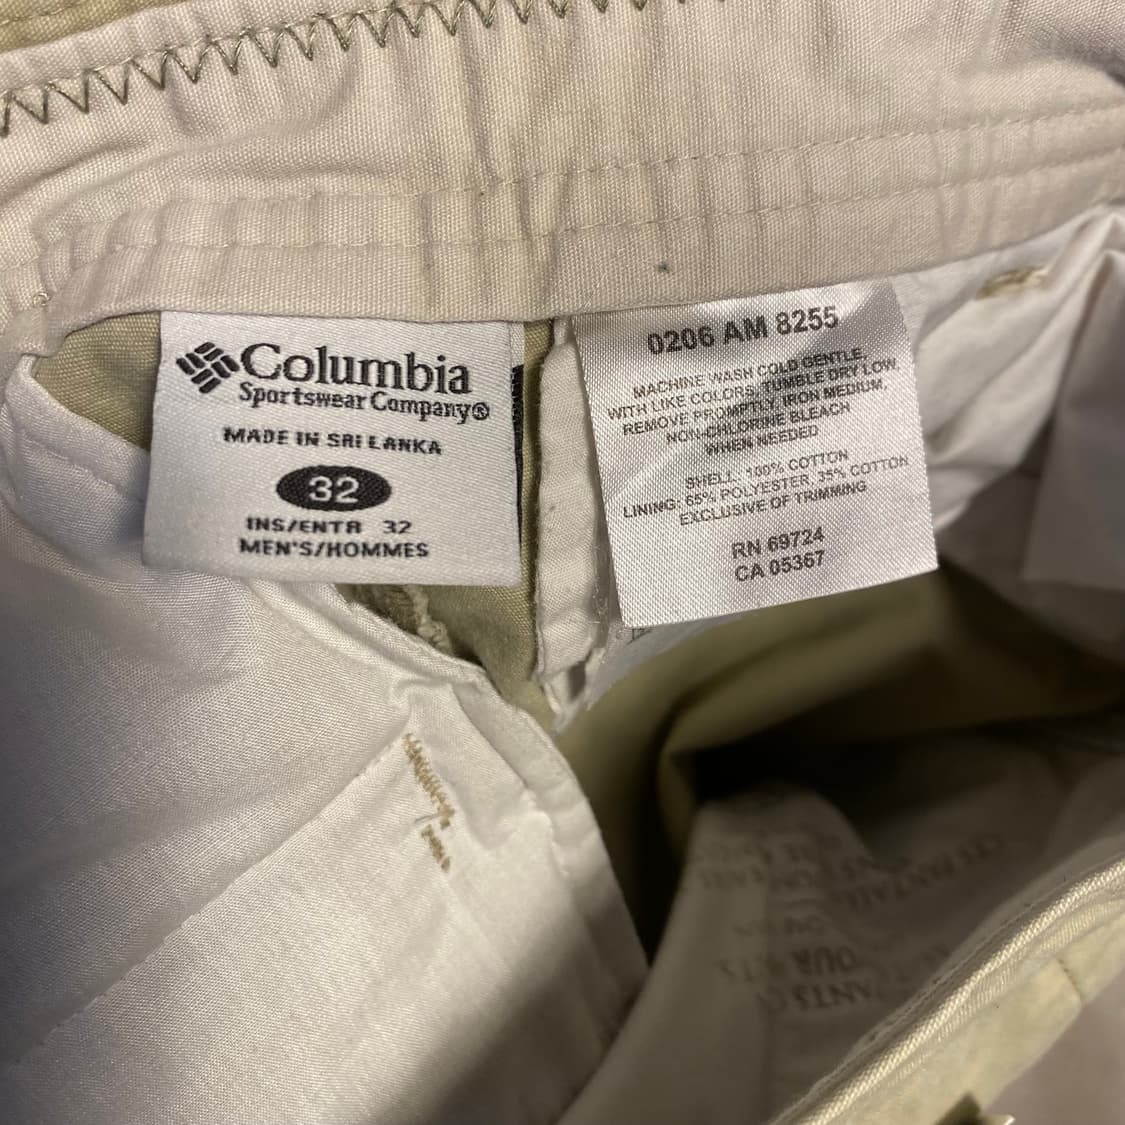 Columbia
Sportswear Company®
MADE IN SRI LANKA
32
INS/ENTR 32
MEN'S/HOMMES
0206 AM 8255
MACHINE WASH COLD GENTLE,
WITH LIKE COLORS, TUMBLE DRY LOW,
REMOVE PROMPTLY, IRON MEDIUM,
NON-CHLORINE BLEACH
WHEN NEEDED
SHELL: 100% COTTON
LINING: 65% POLYESTER, 35% COTTON
EXCLUSIVE OF TRIMMING
RN 69724
CA 05367
OUR